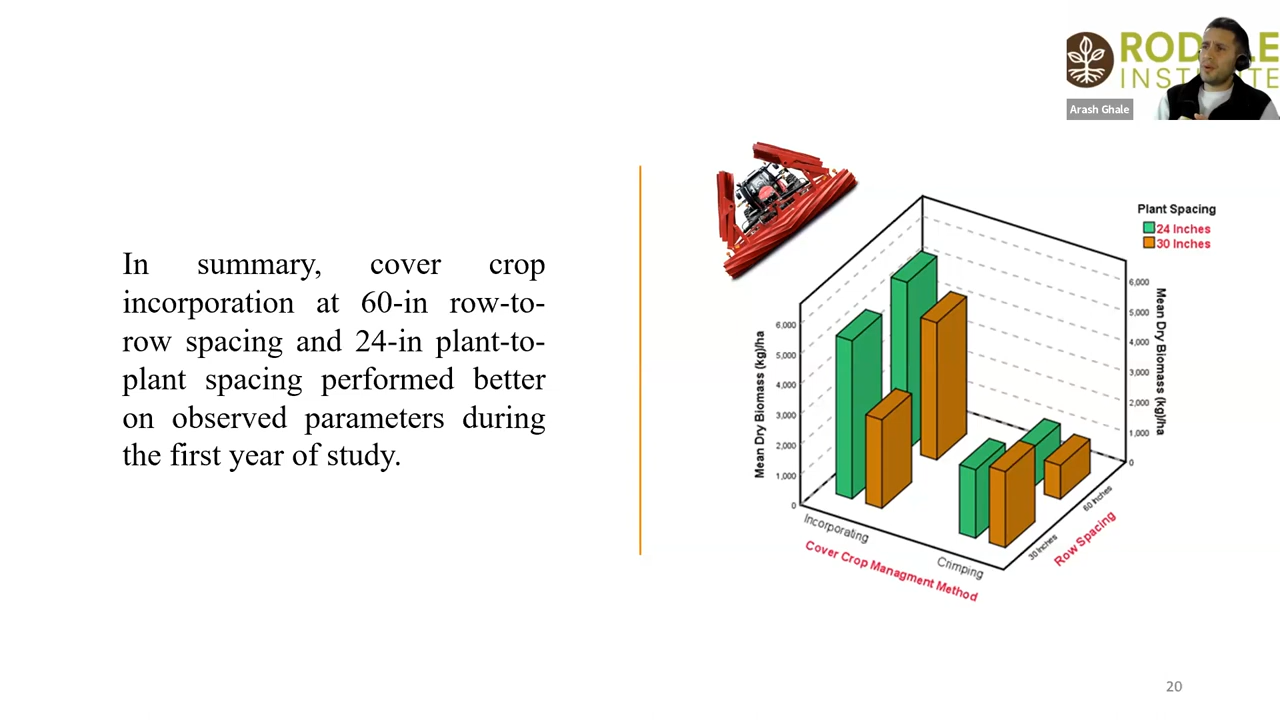 ROD LE
INSTITUTE
Arash Ghale
In summary, cover crop
incorporation at 60-in row-to-
row spacing and 24-in plant-to-
plant spacing performed better
on observed parameters during
the first year of study.
Plant Spacing
24 Inches
30 Inches
Mean Dry Biomass (kg)/ha
6,000
5,000
4,000
3,000
2,000
1,000
0
6,000
5,000
4,000
3,000
2,000
1,000
0
Mean Dry Biomass (kg)/ha
Incorporating
Crimping
Cover Crop Managment Method
30 Inches
60 Inches
Row Spacing
20